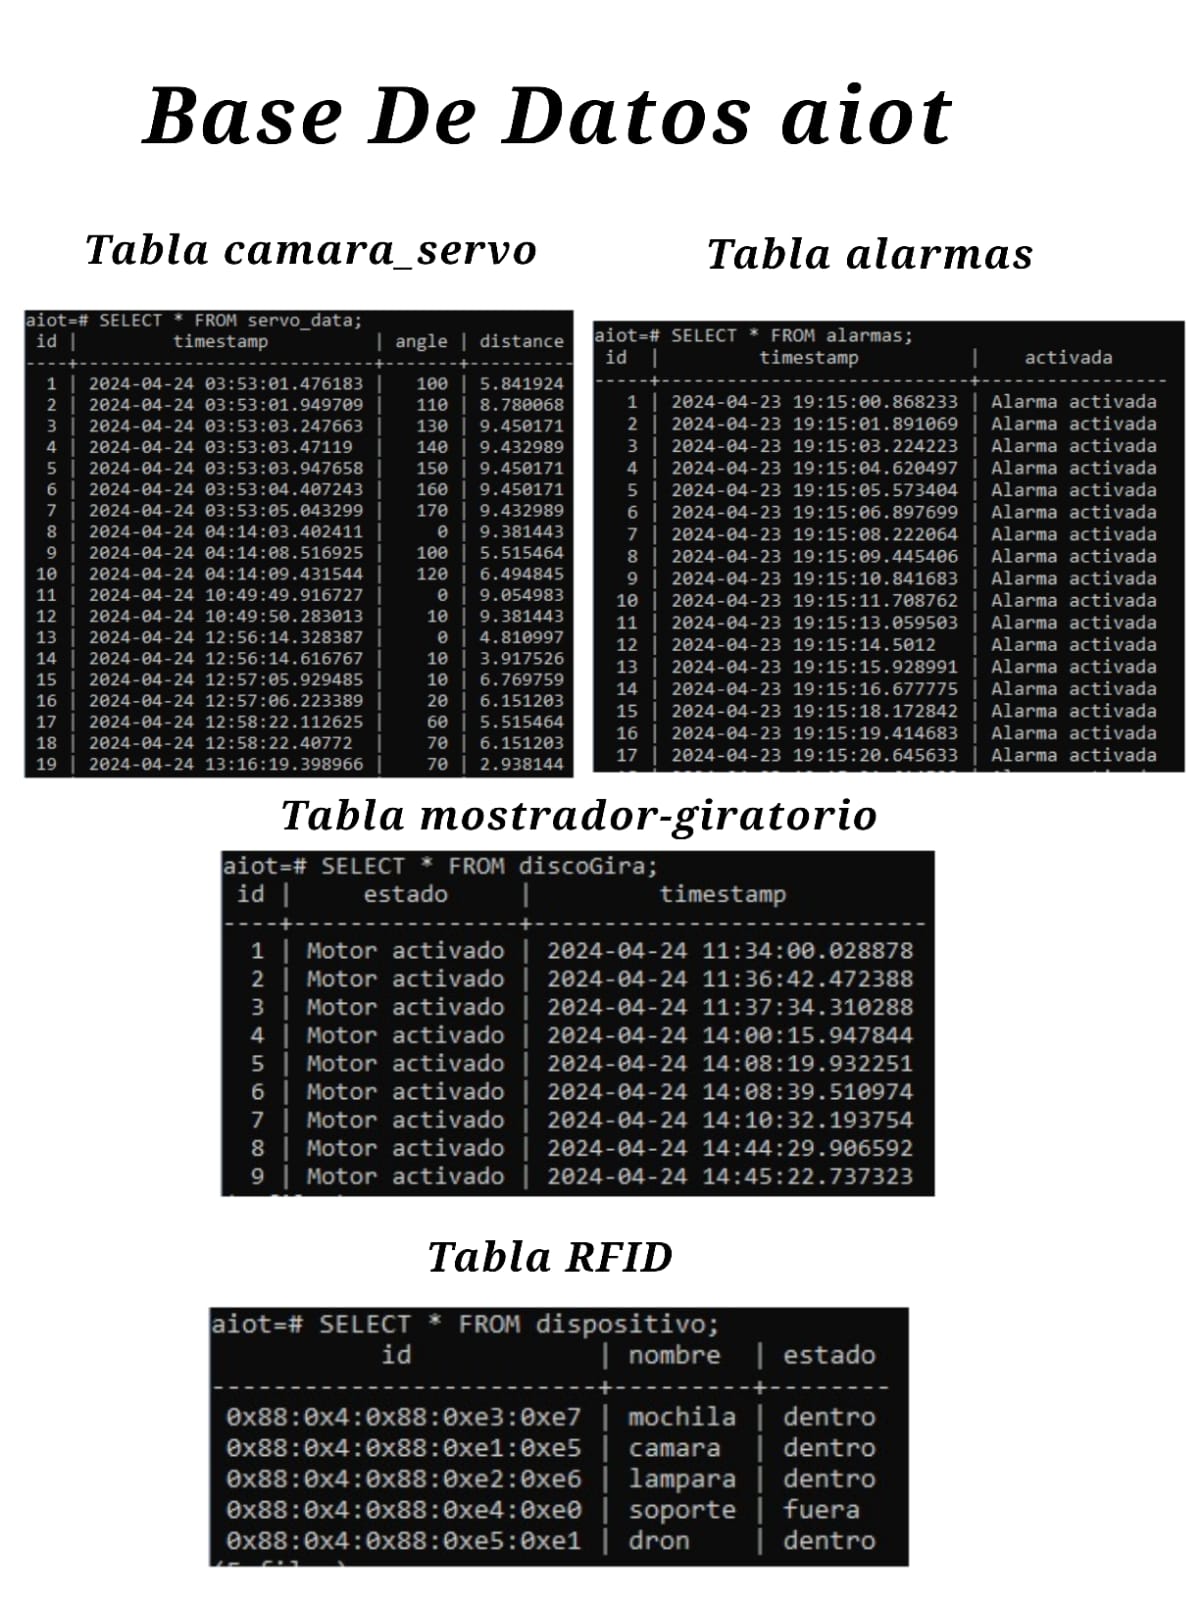 Base De Datos aiot
Tabla camara_servo
aiot=# SELECT * FROM servo_data;
id | timestamp | angle | distance
----+----------------------------+-------+----------
1 | 2024-04-24 03:53:01.476183 | 100 | 5.841924
2 | 2024-04-24 03:53:01.949709 | 110 | 8.780068
3 | 2024-04-24 03:53:03.247663 | 130 | 9.450171
4 | 2024-04-24 03:53:03.47119 | 140 | 9.432989
5 | 2024-04-24 03:53:03.947658 | 150 | 9.450171
6 | 2024-04-24 03:53:04.407243 | 160 | 9.450171
7 | 2024-04-24 03:53:05.043299 | 170 | 9.432989
8 | 2024-04-24 04:14:03.402411 | 0 | 9.381443
9 | 2024-04-24 04:14:08.516925 | 100 | 5.515464
10 | 2024-04-24 04:14:09.431544 | 120 | 6.494845
11 | 2024-04-24 10:49:49.916727 | 0 | 9.054983
12 | 2024-04-24 10:49:50.283013 | 10 | 9.381443
13 | 2024-04-24 12:56:14.328387 | 0 | 4.810997
14 | 2024-04-24 12:56:14.616767 | 10 | 3.917526
15 | 2024-04-24 12:57:05.929485 | 10 | 6.769759
16 | 2024-04-24 12:57:06.223389 | 20 | 6.151203
17 | 2024-04-24 12:58:22.112625 | 60 | 5.515464
18 | 2024-04-24 12:58:22.40772 | 70 | 6.151203
19 | 2024-04-24 13:16:19.398966 | 70 | 2.938144
Tabla alarmas
aiot=# SELECT * FROM alarmas;
id | timestamp | activada
-----+----------------------------+-----------------
1 | 2024-04-23 19:15:00.868233 | Alarma activada
2 | 2024-04-23 19:15:01.891069 | Alarma activada
3 | 2024-04-23 19:15:03.224223 | Alarma activada
4 | 2024-04-23 19:15:04.620497 | Alarma activada
5 | 2024-04-23 19:15:05.573404 | Alarma activada
6 | 2024-04-23 19:15:06.897699 | Alarma activada
7 | 2024-04-23 19:15:08.222064 | Alarma activada
8 | 2024-04-23 19:15:09.445406 | Alarma activada
9 | 2024-04-23 19:15:10.841683 | Alarma activada
10 | 2024-04-23 19:15:11.708762 | Alarma activada
11 | 2024-04-23 19:15:13.059503 | Alarma activada
12 | 2024-04-23 19:15:14.5012 | Alarma activada
13 | 2024-04-23 19:15:15.928991 | Alarma activada
14 | 2024-04-23 19:15:16.677775 | Alarma activada
15 | 2024-04-23 19:15:18.172842 | Alarma activada
16 | 2024-04-23 19:15:19.414683 | Alarma activada
17 | 2024-04-23 19:15:20.645633 | Alarma activada
Tabla mostrador-giratorio
aiot=# SELECT * FROM discoGira;
id | estado | timestamp
----+----------------+----------------------------
1 | Motor activado | 2024-04-24 11:34:00.028878
2 | Motor activado | 2024-04-24 11:36:42.472388
3 | Motor activado | 2024-04-24 11:37:34.310288
4 | Motor activado | 2024-04-24 14:00:15.947844
5 | Motor activado | 2024-04-24 14:08:19.932251
6 | Motor activado | 2024-04-24 14:08:39.510974
7 | Motor activado | 2024-04-24 14:10:32.193754
8 | Motor activado | 2024-04-24 14:44:29.906592
9 | Motor activado | 2024-04-24 14:45:22.737323
Tabla RFID
aiot=# SELECT * FROM dispositivo;
id | nombre | estado
-------------------------+---------+--------
0x88:0x4:0x88:0xe3:0xe7 | mochila | dentro
0x88:0x4:0x88:0xe1:0xe5 | camara | dentro
0x88:0x4:0x88:0xe2:0xe6 | lampara | dentro
0x88:0x4:0x88:0xe4:0xe0 | soporte | fuera
0x88:0x4:0x88:0xe5:0xe1 | dron | dentro